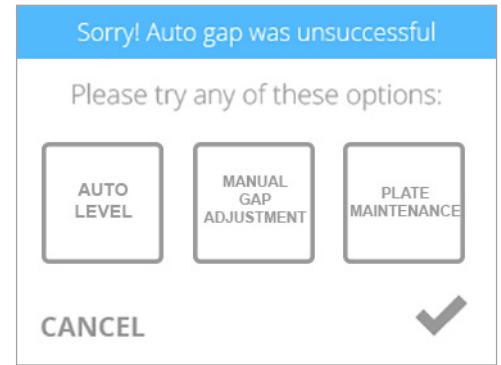 Sorry! Auto gap was unsuccessful
Please try any of these options:
AUTO
LEVEL
MANUAL
GAP
ADJUSTMENT
PLATE
MAINTENANCE
CANCEL